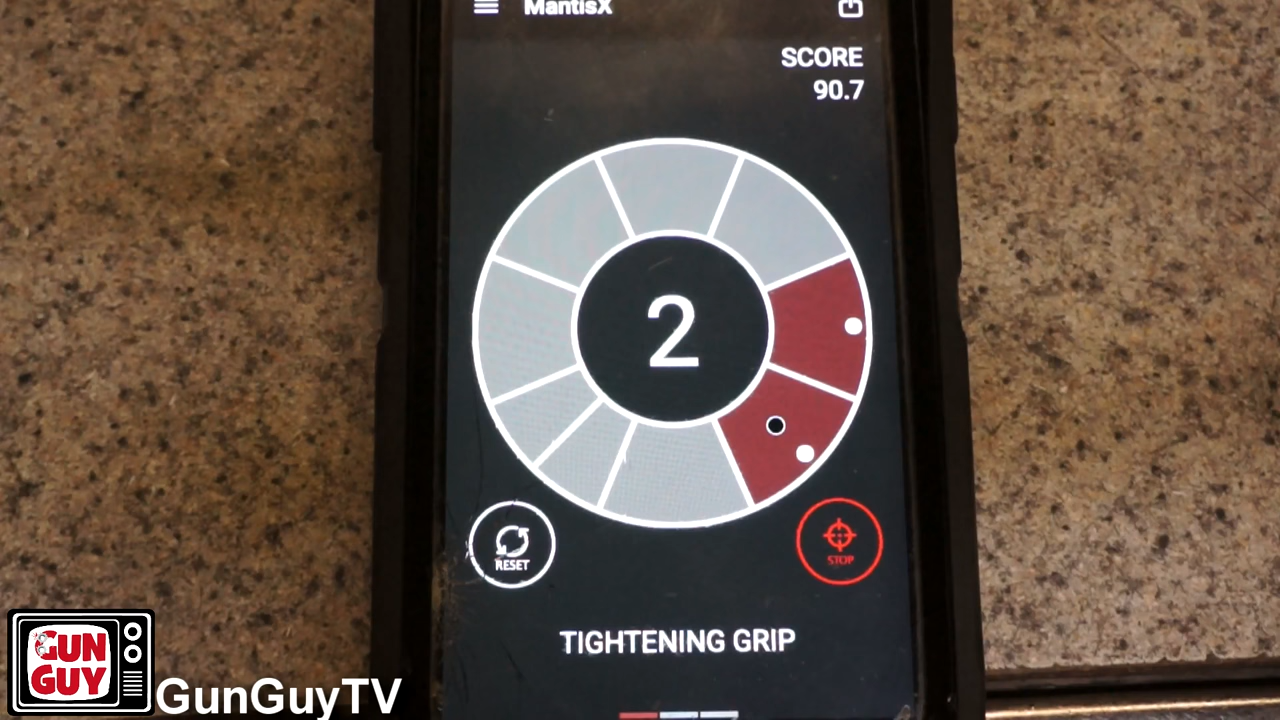 MantisX
SCORE
90.7
2
RESET
STOP
TIGHTENING GRIP
GUN
GUY
GunGuyTV